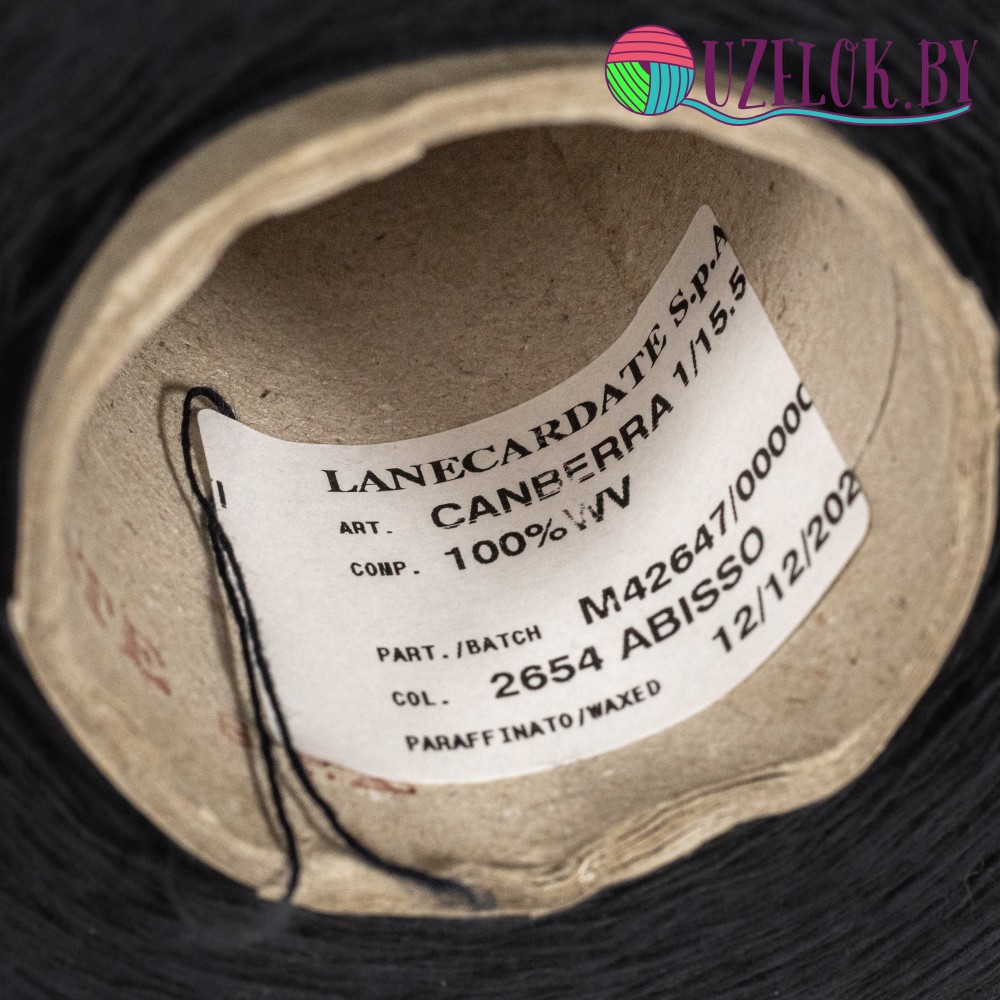 UZELOK.BY
LANECARDATE S.p.A
ART. CANBERRA 1/15.5
COMP. 100%WV
PART./BATCH M42647/00000
COL. 2654 ABISSO
12/12/202
PARAFFINATO/WAXED